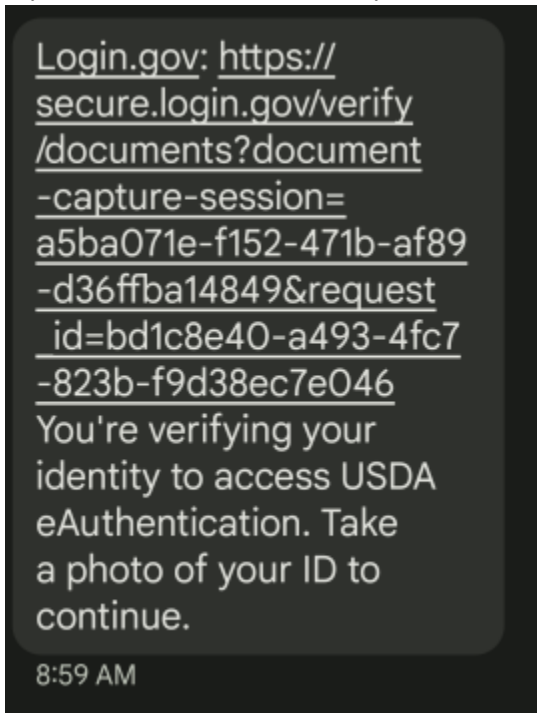 Login.gov: https://
secure.login.gov/verify
/documents?document
-capture-session=
a5ba071e-f152-471b-af89
-d36ffba14849&request
_id=bd1c8e40-a493-4fc7
-823b-f9d38ec7e046
You're verifying your
identity to access USDA
eAuthentication. Take
a photo of your ID to
continue.
8:59 AM